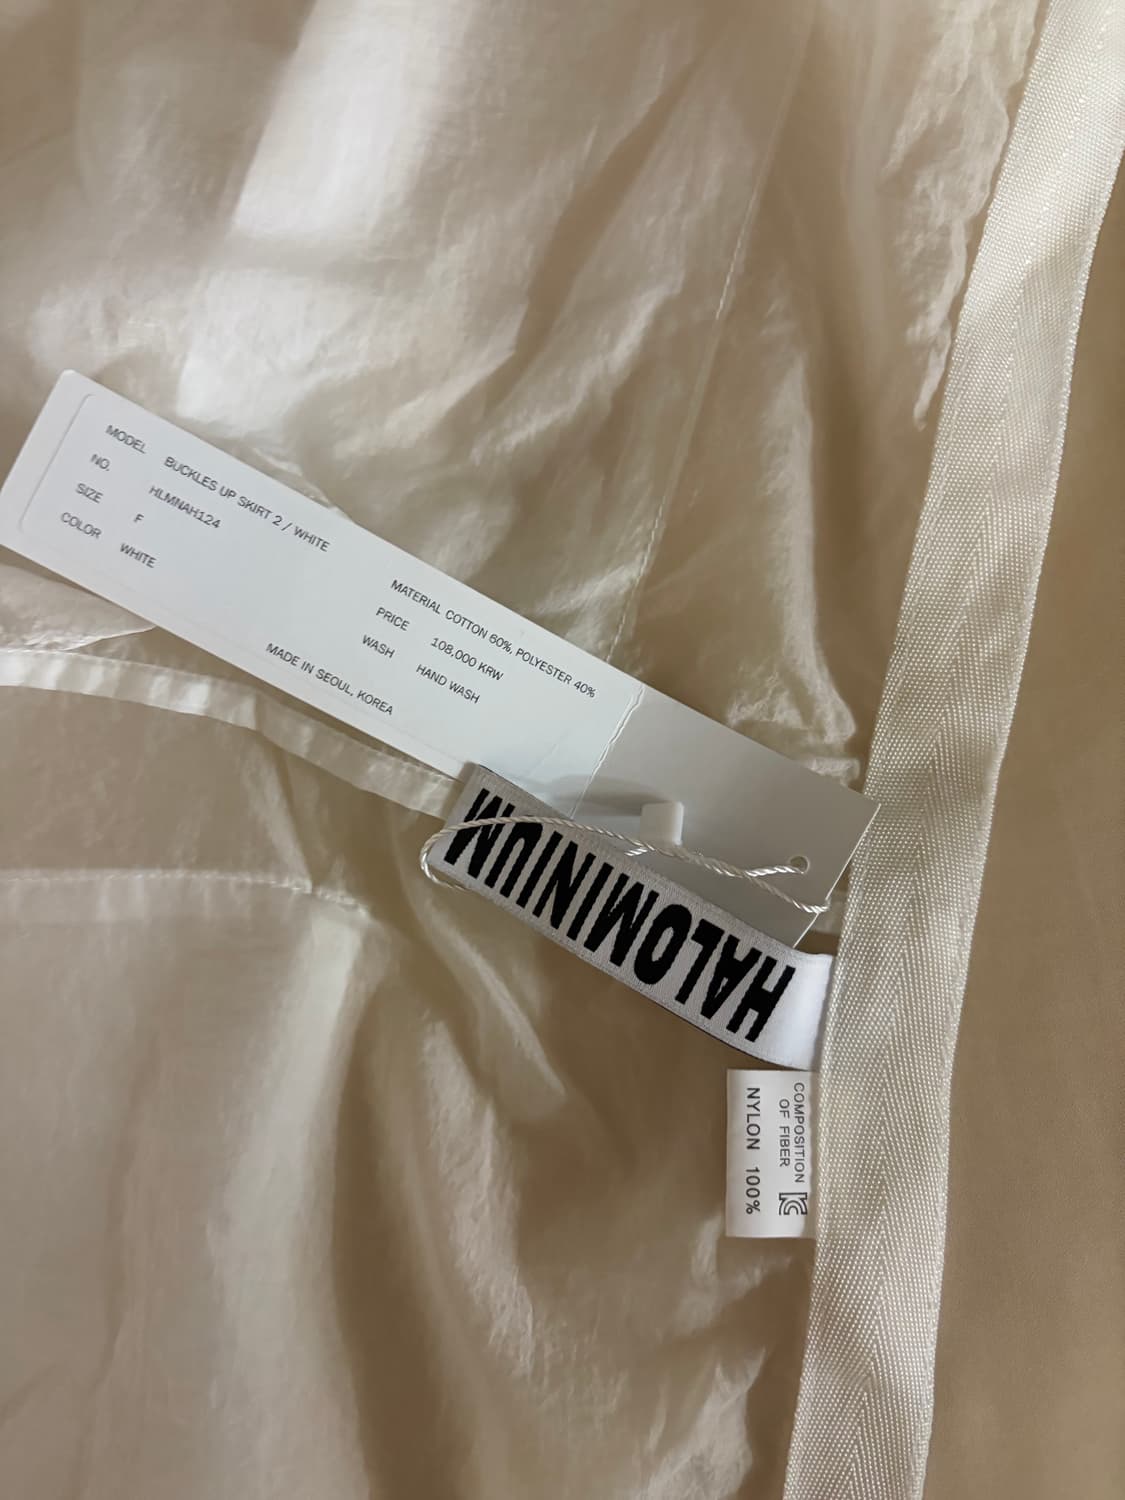 MODEL BUCKLES UP SKIRT 2 / WHITE
NO. HLMNAH124
SIZE F
COLOR WHITE
MATERIAL COTTON 60%, POLYESTER 40%
PRICE 108,000 KRW
WASH HAND WASH
MADE IN SEOUL, KOREA
HALOMINIUM
COMPOSITION
OF FIBER
NYLON 100%